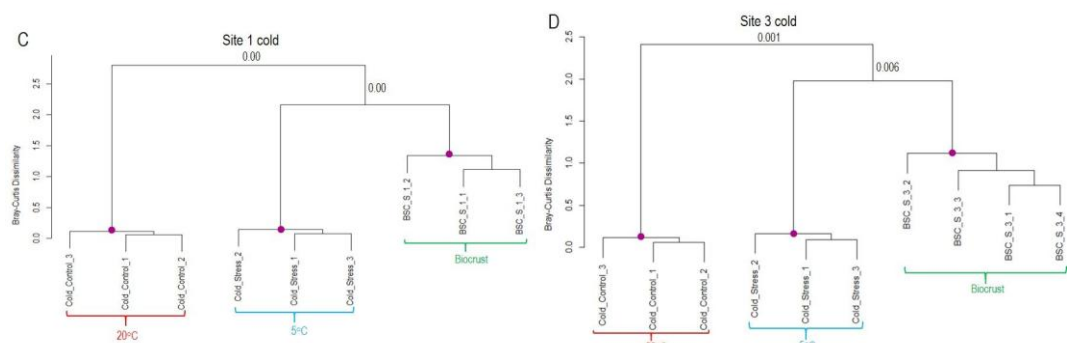 C
Site 1 cold
0.00
0.00
Bray-Curtis Dissimilarity
0.0
0.5
1.0
1.5
2.0
2.5
Cold_Control_3
Cold_Control_1
Cold_Control_2
20°C
Cold_Stress_2
Cold_Stress_1
Cold_Stress_3
5°C
BSC_S_1_2
BSC_S_1_1
BSC_S_1_3
Biocrust
D
Site 3 cold
0.001
0.006
Bray-Curtis Dissimilarity
0.0
0.5
1.0
1.5
2.0
2.5
Cold_Control_3
Cold_Control_1
Cold_Control_2
Cold_Stress_2
Cold_Stress_1
Cold_Stress_3
BSC_S_3_2
BSC_S_3_3
BSC_S_3_1
BSC_S_3_4
Biocrust